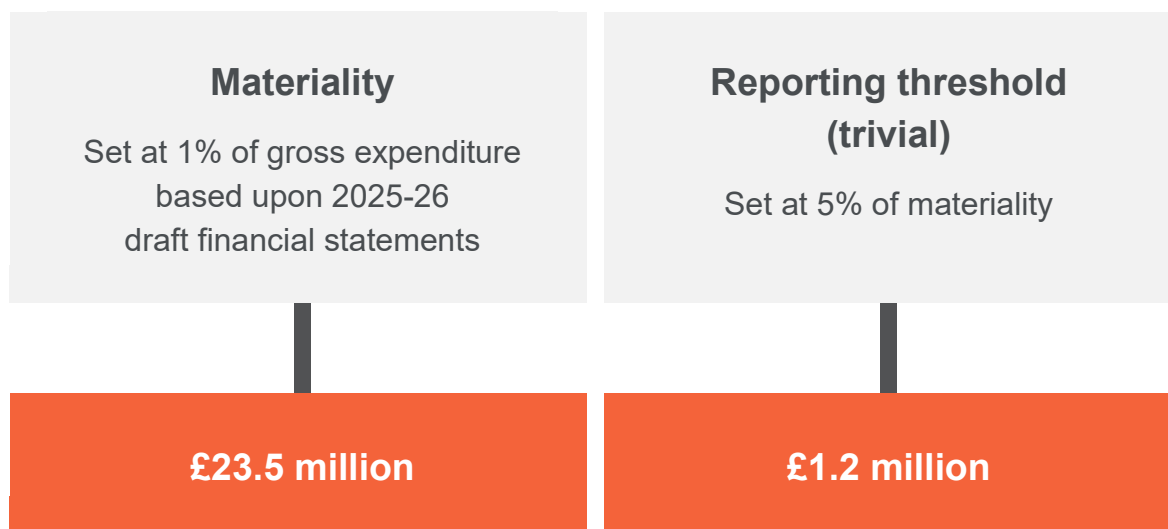 Materiality
Set at 1% of gross expenditure
based upon 2025-26
draft financial statements
£23.5 million
Reporting threshold
(trivial)
Set at 5% of materiality
£1.2 million